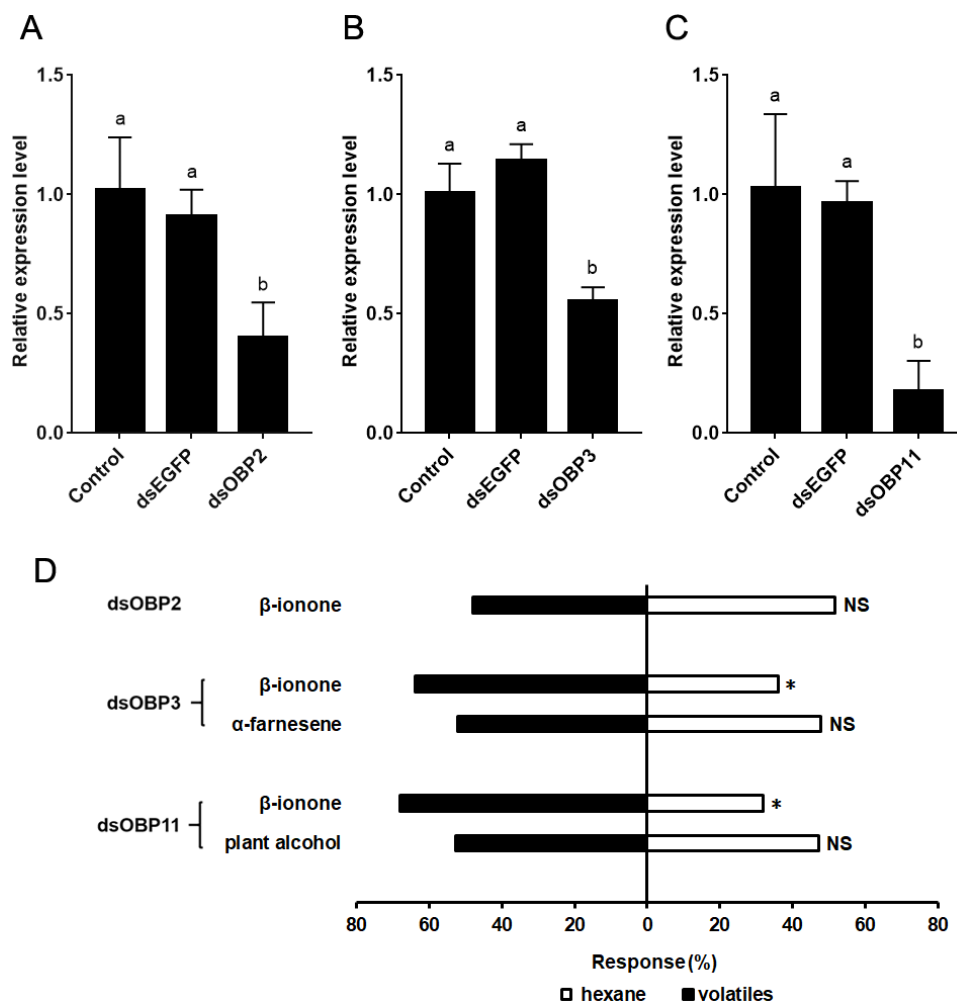 A
Relative expression level
1.5
1.0
0.5
0.0
a
a
b
Control
dsEGFP
dsOBP2
B
Relative expression level
1.5
1.0
0.5
0.0
a
a
b
Control
dsEGFP
dsOBP3
C
Relative expression level
1.5
1.0
0.5
0.0
a
a
b
Control
dsEGFP
dsOBP11
D
dsOBP2 β-ionone NS
dsOBP3
β-ionone *
α-farnesene NS
dsOBP11
β-ionone *
plant alcohol NS
80 60 40 20 0 20 40 60 80
Response(%)
hexane volatiles